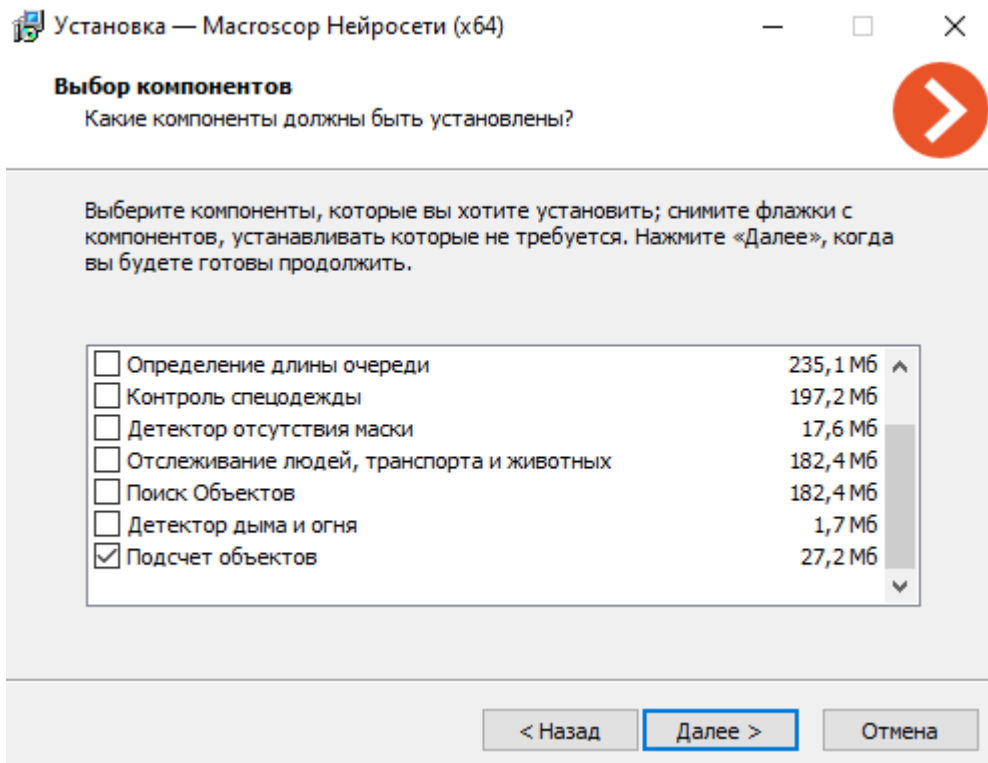 Установка — Macroscop Нейросети (x64)
Выбор компонентов
Какие компоненты должны быть установлены?
Выберите компоненты, которые вы хотите установить; снимите флажки с
компонентов, устанавливать которые не требуется. Нажмите «Далее», когда
вы будете готовы продолжить.
Определение длины очереди 235,1 Мб
Контроль спецодежды 197,2 Мб
Детектор отсутствия маски 17,6 Мб
Отслеживание людей, транспорта и животных 182,4 Мб
Поиск Объектов 182,4 Мб
Детектор дыма и огня 1,7 Мб
Подсчет объектов 27,2 Мб
< Назад Далее > Отмена